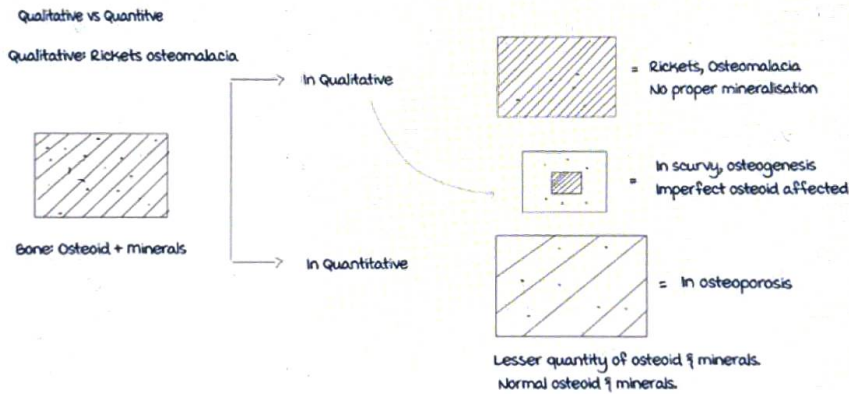 Qualitative vs Quantitve
Qualitative: Rickets osteomalacia
In Qualitative
= Rickets, Osteomalacia
No proper mineralisation
= In scurvy, osteogenesis
Imperfect osteoid affected
Bone: Osteoid + minerals
In Quantitative
= In osteoporosis
Lesser quantity of osteoid & minerals.
Normal osteoid & minerals.